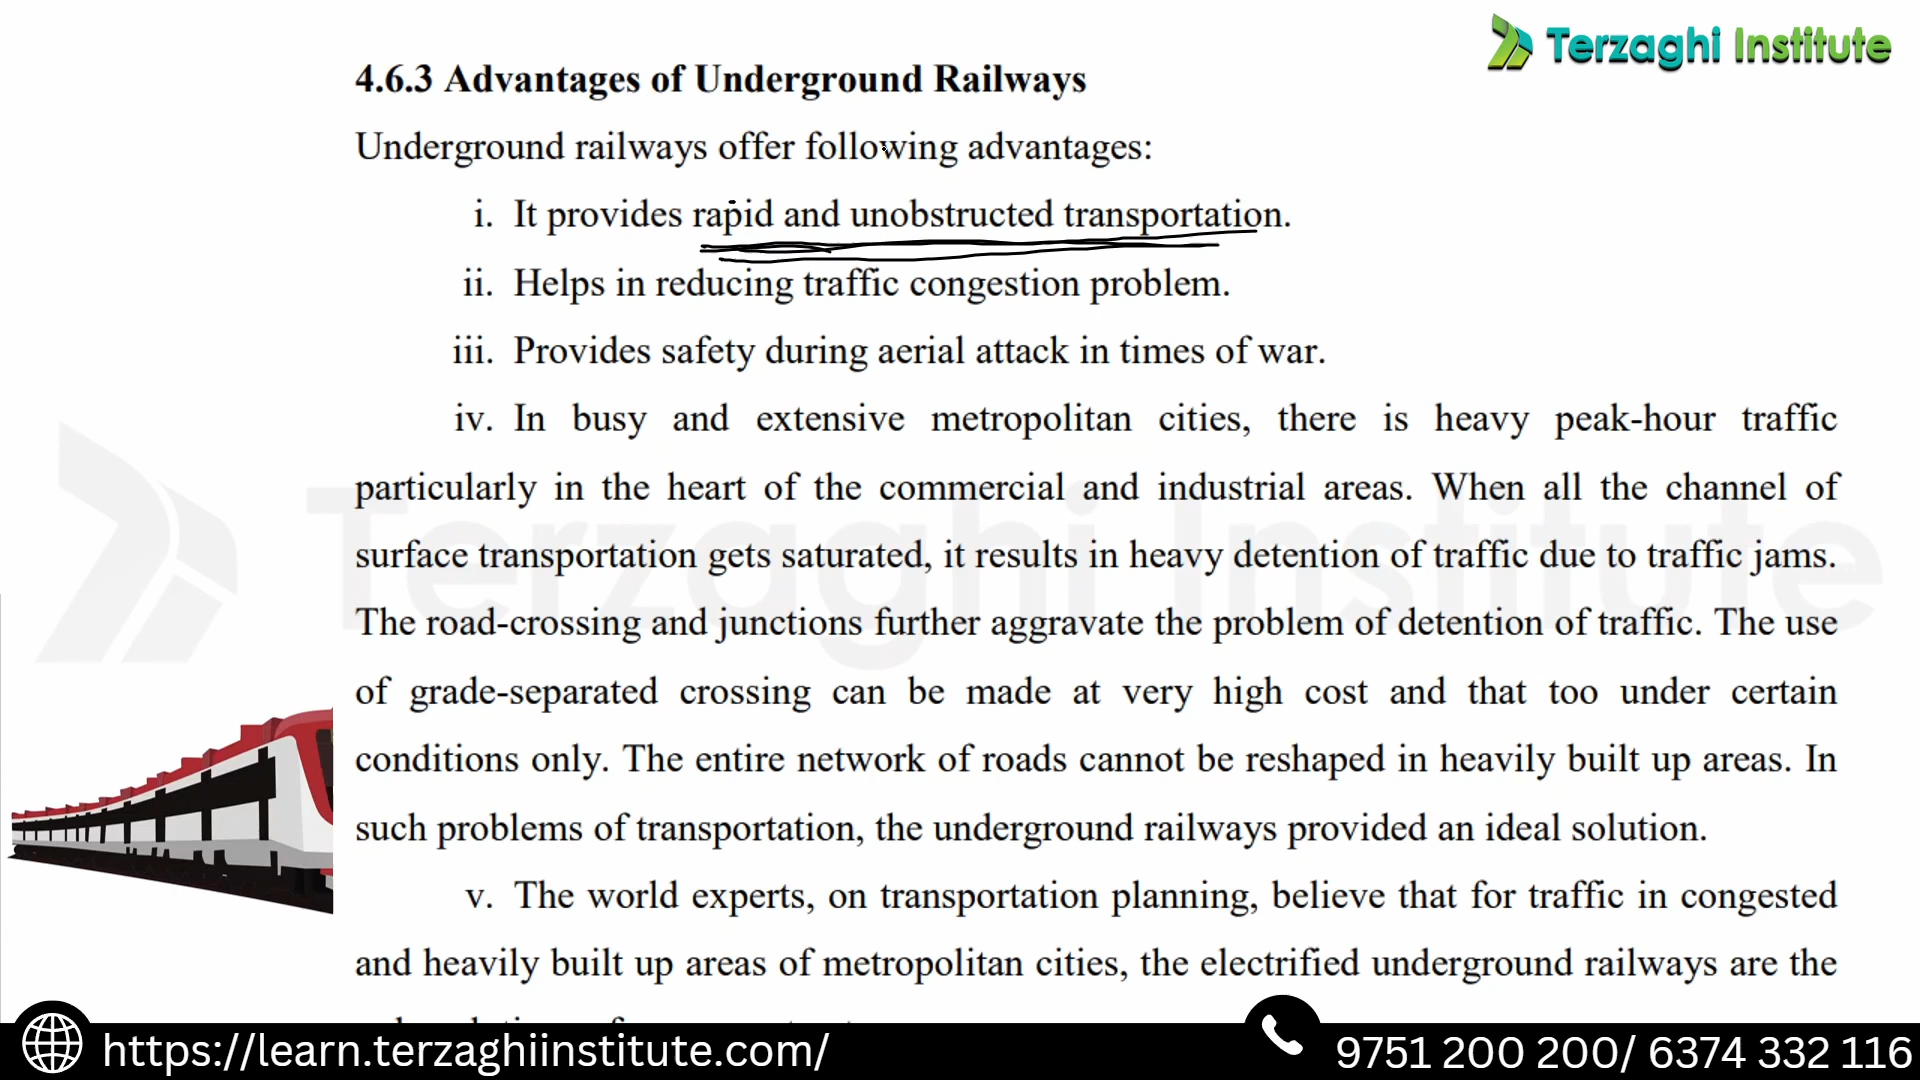 Terzaghi Institute
4.6.3 Advantages of Underground Railways
Underground railways offer following advantages:
i. It provides rapid and unobstructed transportation.
ii. Helps in reducing traffic congestion problem.
iii. Provides safety during aerial attack in times of war.
iv. In busy and extensive metropolitan cities, there is heavy peak-hour traffic
particularly in the heart of the commercial and industrial areas. When all the channel of
surface transportation gets saturated, it results in heavy detention of traffic due to traffic jams.
The road-crossing and junctions further aggravate the problem of detention of traffic. The use
of grade-separated crossing can be made at very high cost and that too under certain
conditions only. The entire network of roads cannot be reshaped in heavily built up areas. In
such problems of transportation, the underground railways provided an ideal solution.
v. The world experts, on transportation planning, believe that for traffic in congested
and heavily built up areas of metropolitan cities, the electrified underground railways are the
Terzaghi Institute
https://learn.terzaghiinstitute.com/
9751 200 200/ 6374 332 116